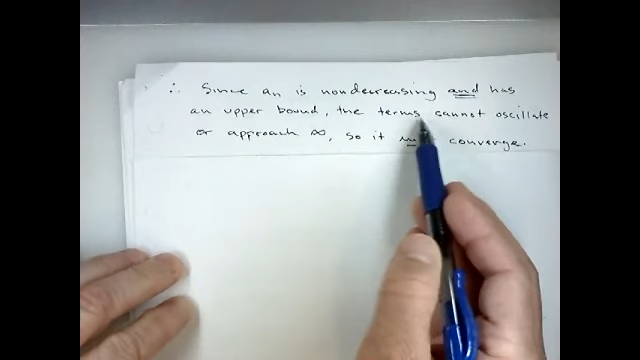 ∴ Since an is nondecreasing and has
an upper bound, the terms cannot oscillate
or approach ∞, so it converge.